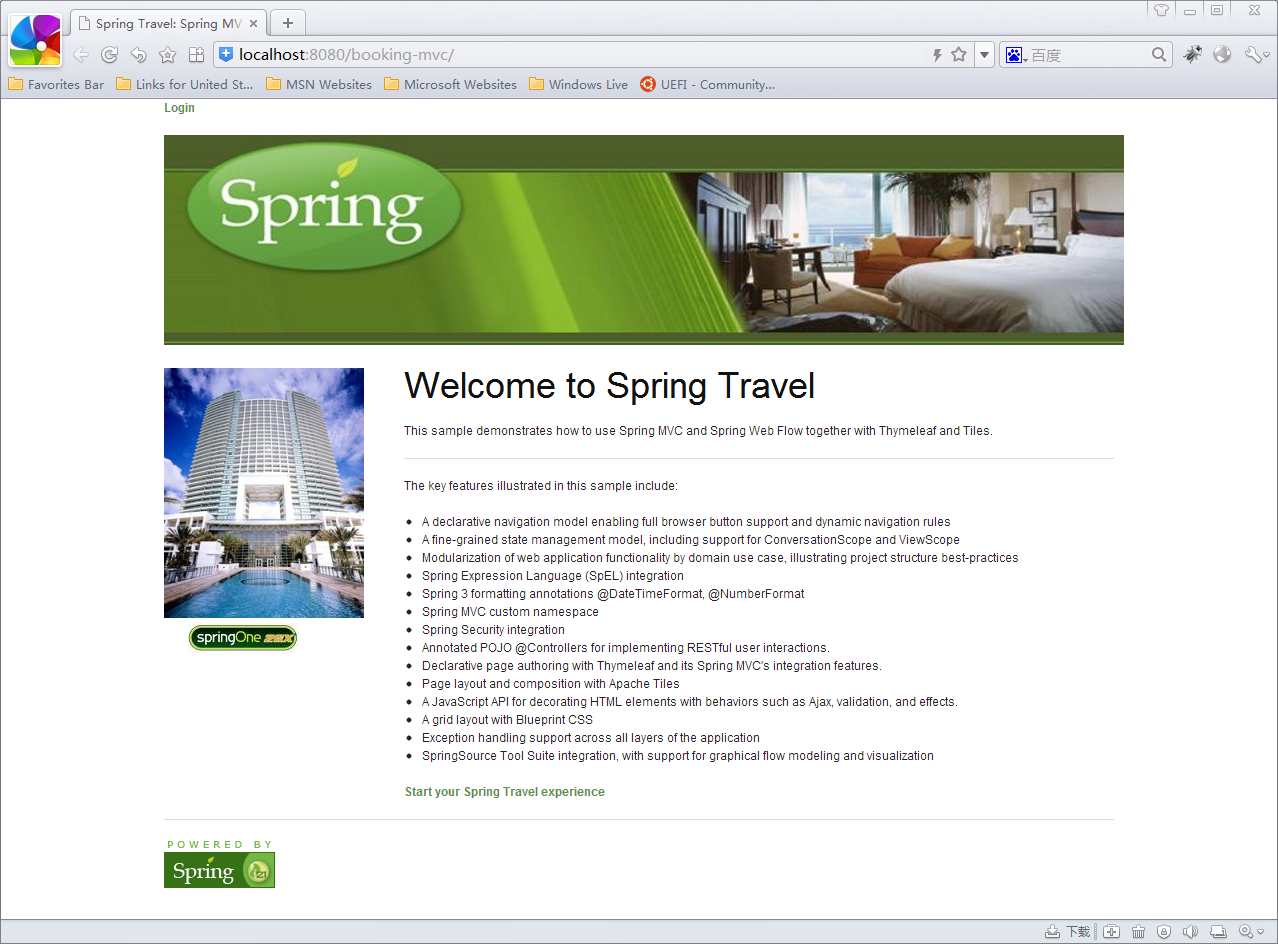 Spring Travel: Spring MV
localhost:8080/booking-mvc/
百度
Favorites Bar
Links for United St...
MSN Websites
Microsoft Websites
Windows Live
UEFI - Community...
Login
Spring
Welcome to Spring Travel
This sample demonstrates how to use Spring MVC and Spring Web Flow together with Thymeleaf and Tiles.
The key features illustrated in this sample include:
A declarative navigation model enabling full browser button support and dynamic navigation rules
A fine-grained state management model, including support for ConversationScope and ViewScope
Modularization of web application functionality by domain use case, illustrating project structure best-practices
Spring Expression Language (SpEL) integration
Spring 3 formatting annotations @DateTimeFormat, @NumberFormat
Spring MVC custom namespace
Spring Security integration
Annotated POJO @Controllers for implementing RESTful user interactions.
Declarative page authoring with Thymeleaf and its Spring MVC's integration features.
Page layout and composition with Apache Tiles
A JavaScript API for decorating HTML elements with behaviors such as Ajax, validation, and effects.
A grid layout with Blueprint CSS
Exception handling support across all layers of the application
SpringSource Tool Suite integration, with support for graphical flow modeling and visualization
springOne 2GX
Start your Spring Travel experience
POWERED BY
Spring
下载